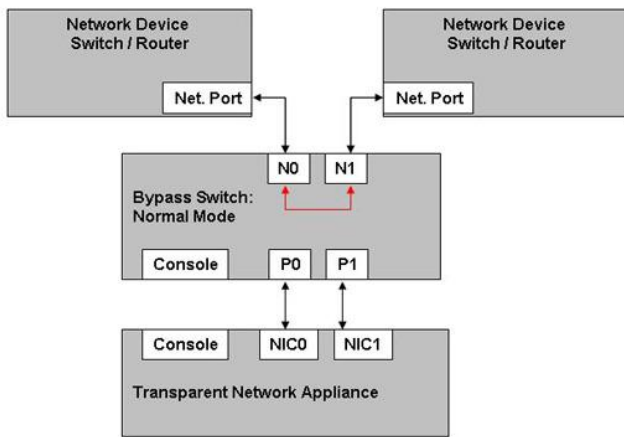 Network Device
Switch / Router
Net. Port
Network Device
Switch / Router
Net. Port
N0
N1
Bypass Switch:
Normal Mode
Console
P0
P1
Console
NIC0
NIC1
Transparent Network Appliance